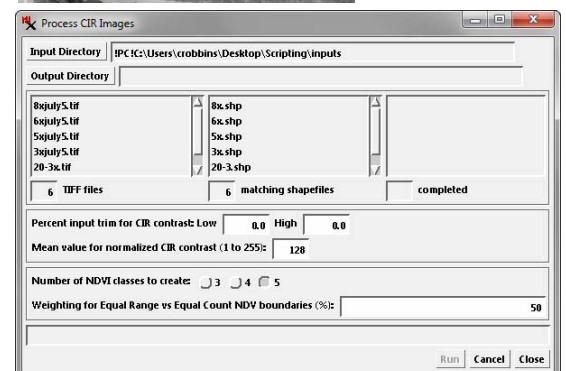 Process CIR Images
Input Directory !PC!C:\Users\crobbins\Desktop\Scripting\inputs
Output Directory
8xjuly5.tif
6xjuly5.tif
5xjuly5.tif
3xjuly5.tif
20-3x.tif
8x.shp
6x.shp
5x.shp
3x.shp
20-3.shp
6 TIFF files 6 matching shapefiles completed
Percent input trim for CIR contrast: Low 0.0 High 0.0
Mean value for normalized CIR contrast (1 to 255): 128
Number of NDVI classes to create: 3 4 5
Weighting for Equal Range vs Equal Count NDV boundaries (%): 50
Run Cancel Close